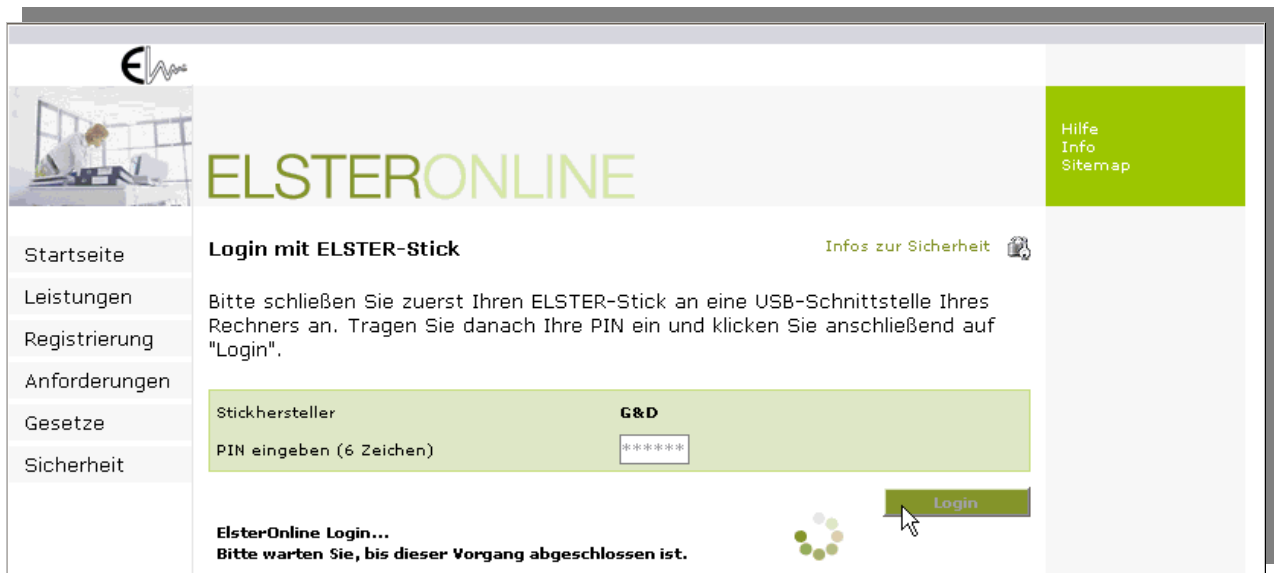 Hilfe
Info
Sitemap
ELSTERONLINE
Startseite
Leistungen
Registrierung
Anforderungen
Gesetze
Sicherheit
Login mit ELSTER-Stick
Infos zur Sicherheit
Bitte schließen Sie zuerst Ihren ELSTER-Stick an eine USB-Schnittstelle Ihres
Rechners an. Tragen Sie danach Ihre PIN ein und klicken Sie anschließend auf
"Login".
Stickhersteller G&D
PIN eingeben (6 Zeichen) ******
Login
ElsterOnline Login...
Bitte warten Sie, bis dieser Vorgang abgeschlossen ist.